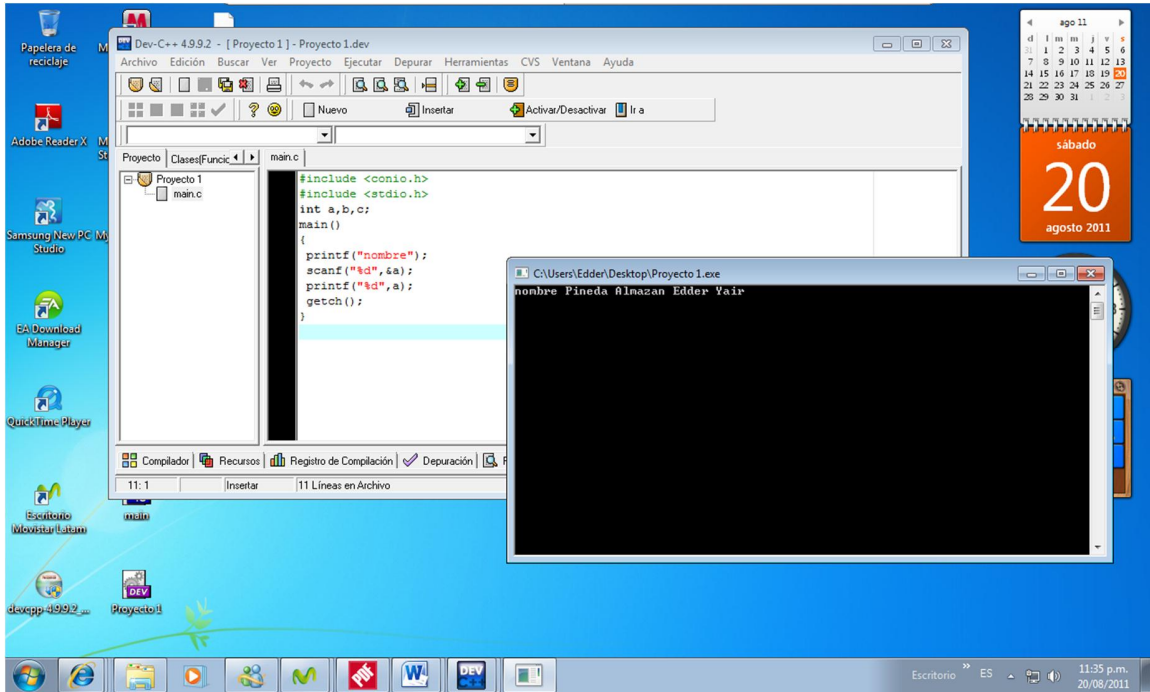 Papelera de
reciclaje
Adobe Reader X
Samsung New PC
Studio
EA Download
Manager
QuickTime Player
Escritorio
Movistar Latam
main
devcpp-4.9.9.2_...
Proyecto 1
Dev-C++ 4.9.9.2 - [ Proyecto 1 ] - Proyecto 1.dev
Archivo Edición Buscar Ver Proyecto Ejecutar Depurar Herramientas CVS Ventana Ayuda
Nuevo Insertar Activar/Desactivar Ir a
Proyecto Clases(Funcic main.c
Proyecto 1
main.c
#include <conio.h>
#include <stdio.h>
int a,b,c;
main()
{
printf("nombre");
scanf("%d",&a);
printf("%d",a);
getch();
}
Compilador Recursos Registro de Compilación Depuración
11: 1 Insertar 11 Líneas en Archivo
C:\Users\Edder\Desktop\Proyecto 1.exe
nombre Pineda Almazan Edder Yair
ago 11
d l m m j v s
31 1 2 3 4 5 6
7 8 9 10 11 12 13
14 15 16 17 18 19 20
21 22 23 24 25 26 27
28 29 30 31 1 2 3
sábado
20
agosto 2011
PDF W DEV C++
Escritorio » ES 11:35 p.m.
20/08/2011